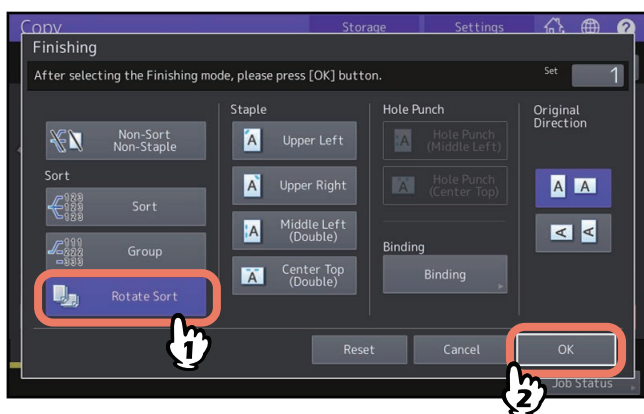 Copy
Storage
Settings
Finishing
After selecting the Finishing mode, please press [OK] button.
Set
1
Non-Sort
Non-Staple
Sort
Sort
Group
Rotate Sort
Staple
Upper Left
Upper Right
Middle Left
(Double)
Center Top
(Double)
Hole Punch
Hole Punch
(Middle Left)
Hole Punch
(Center Top)
Binding
Binding
Original
Direction
Reset
Cancel
OK
Job Status
1
2